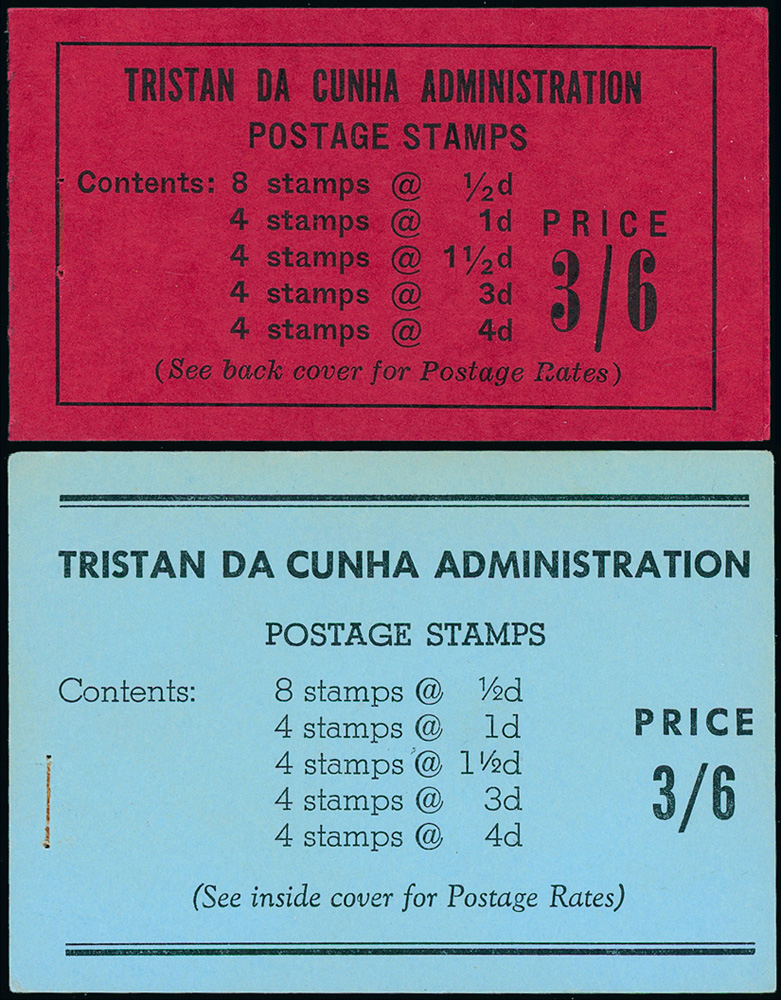 TRISTAN DA CUNHA ADMINISTRATION
POSTAGE STAMPS
Contents: 8 stamps @ ½d
4 stamps @ 1d
4 stamps @ 1½d
4 stamps @ 3d
4 stamps @ 4d
PRICE
3/6
(See back cover for Postage Rates)
TRISTAN DA CUNHA ADMINISTRATION
POSTAGE STAMPS
Contents: 8 stamps @ ½d
4 stamps @ 1d
4 stamps @ 1½d
4 stamps @ 3d
4 stamps @ 4d
PRICE
3/6
(See inside cover for Postage Rates)